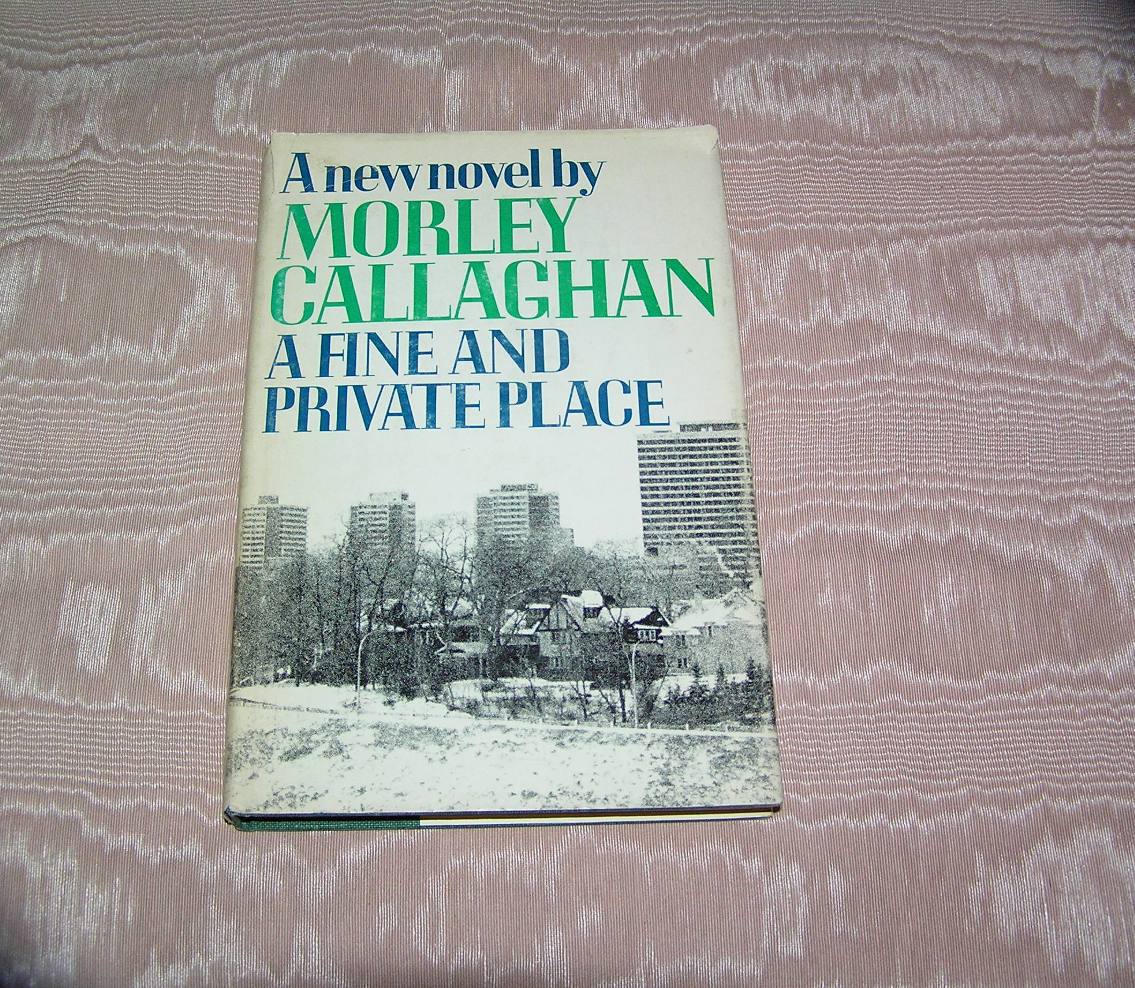 A new novel by
MORLEY
CALLAGHAN
A FINE AND
PRIVATE PLACE